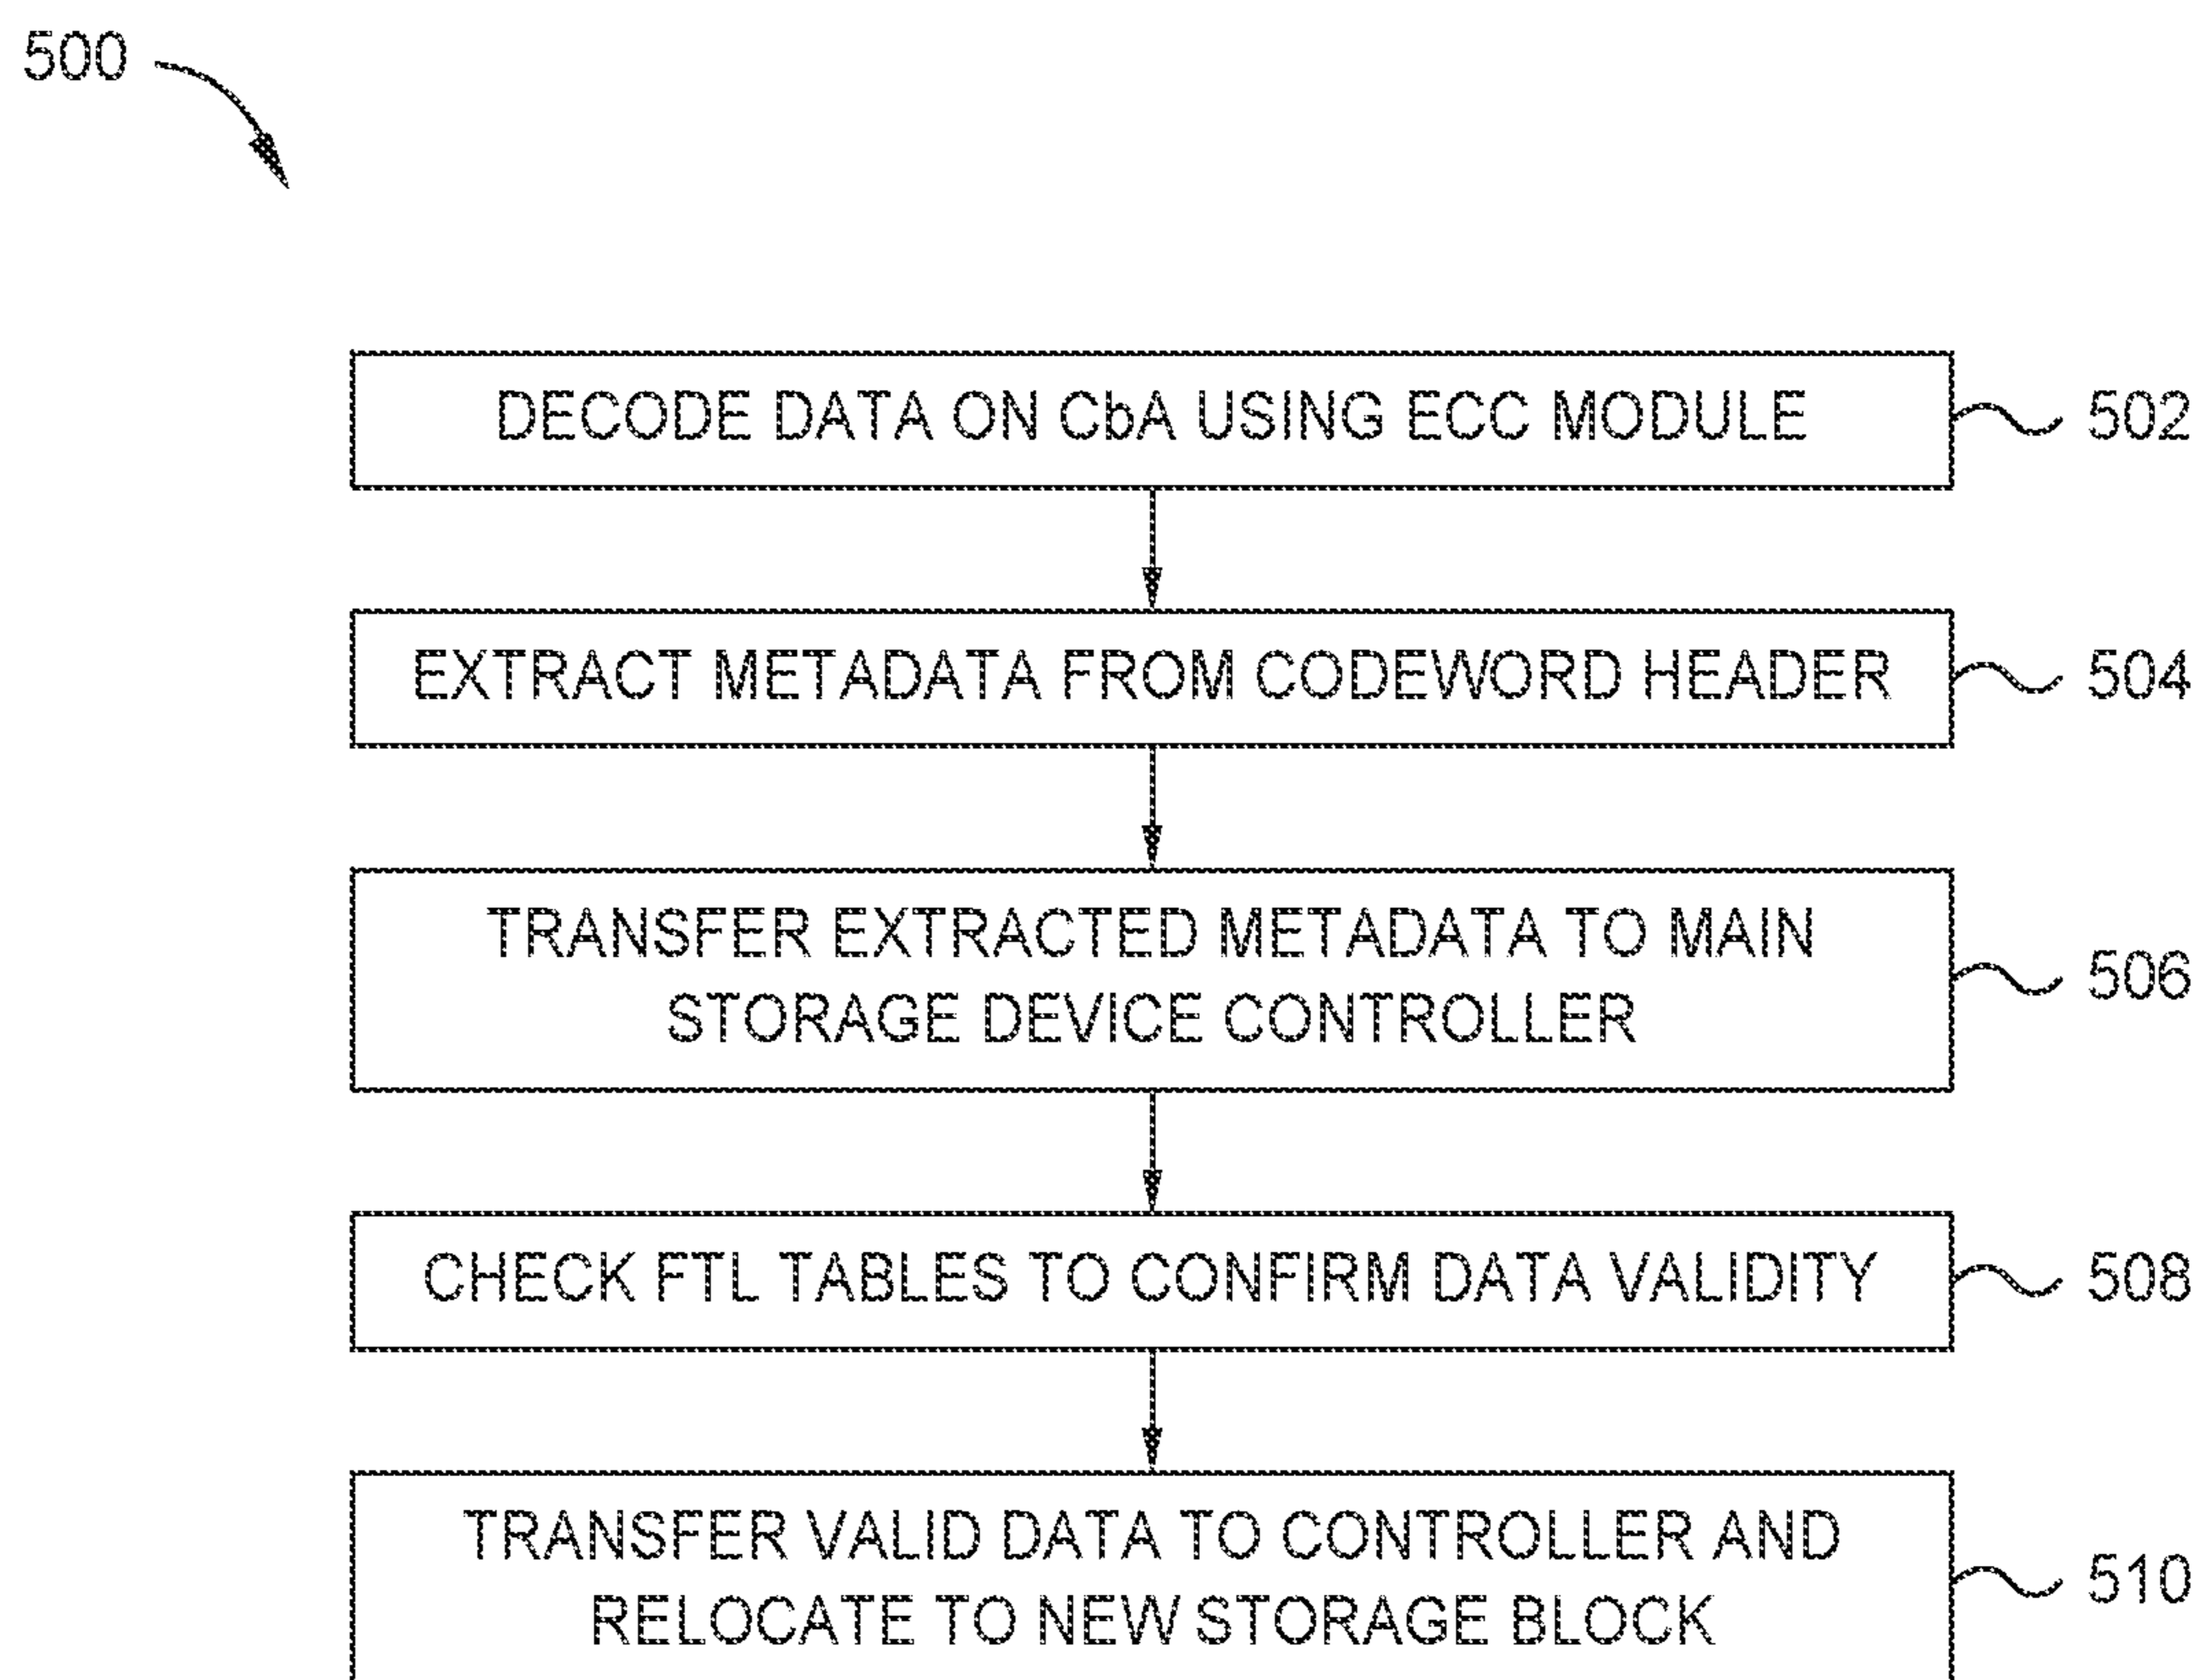 500
DECODE DATA ON CbA USING ECC MODULE
502
EXTRACT METADATA FROM CODEWORD HEADER
504
TRANSFER EXTRACTED METADATA TO MAIN
STORAGE DEVICE CONTROLLER
506
CHECK FTL TABLES TO CONFIRM DATA VALIDITY
508
TRANSFER VALID DATA TO CONTROLLER AND
RELOCATE TO NEW STORAGE BLOCK
510